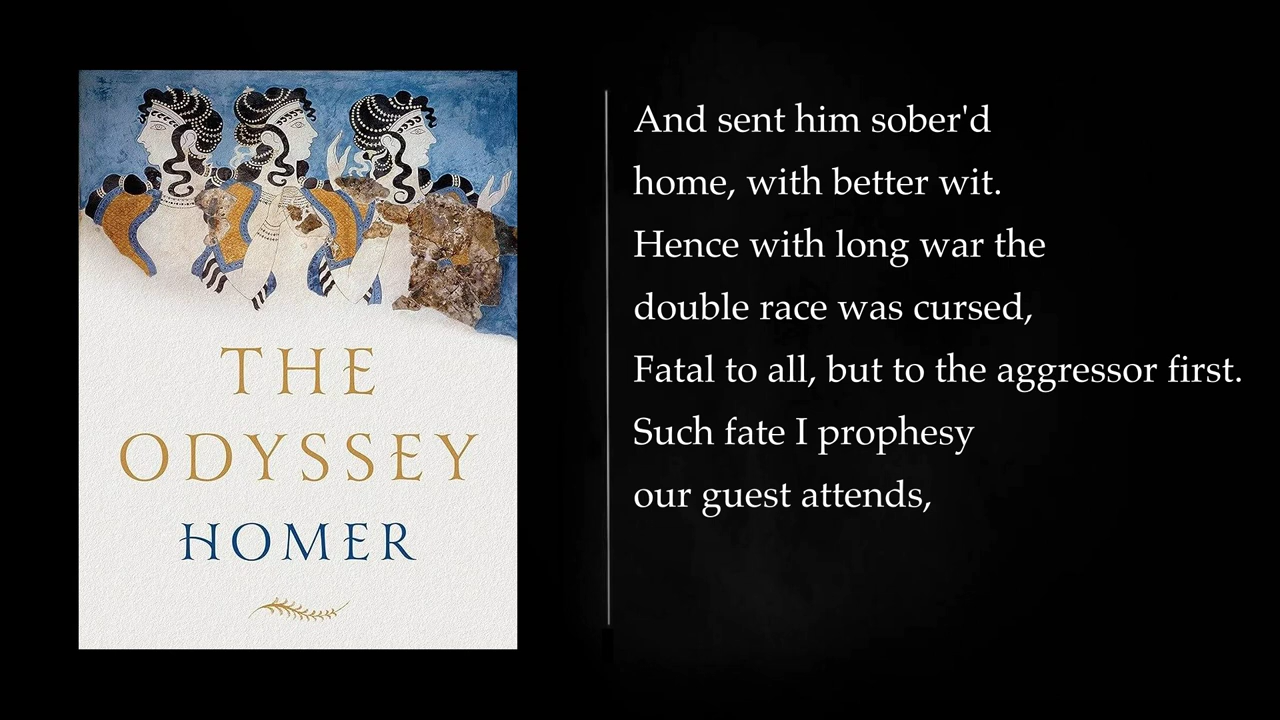 THE
ODYSSEY
HOMER
And sent him sober'd
home, with better wit.
Hence with long war the
double race was cursed,
Fatal to all, but to the aggressor first.
Such fate I prophesy
our guest attends,